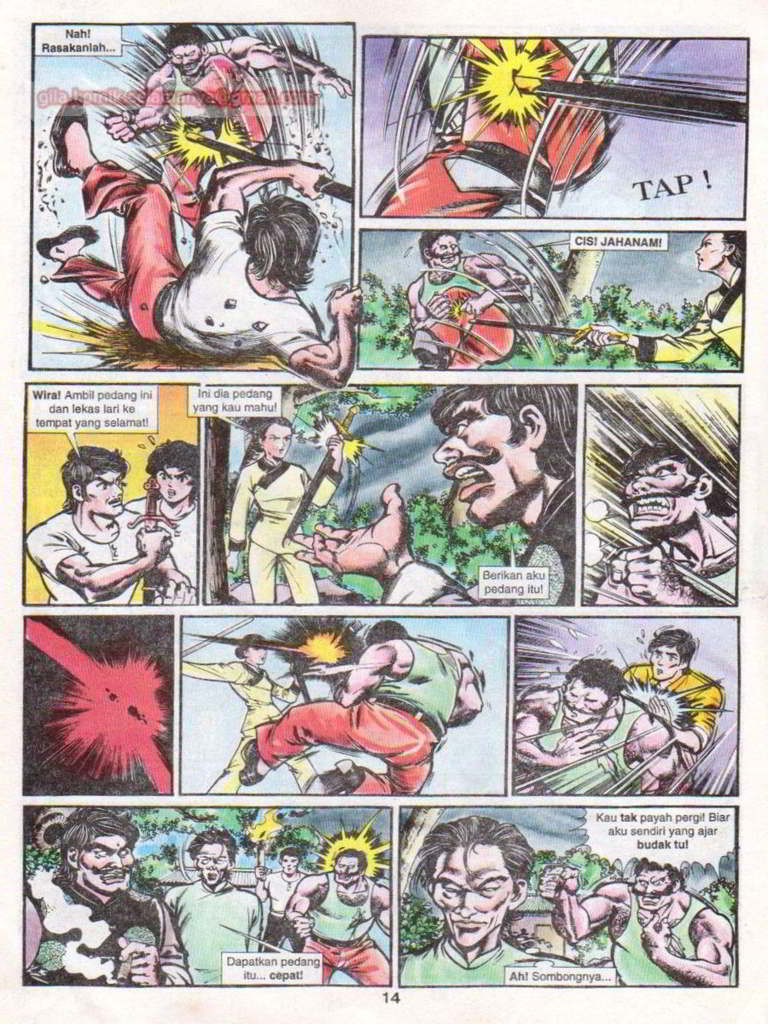 Nah!
Rasakanlah...
TAP!
CIS! JAHANAM!
Wira! Ambil pedang ini
dan lekas lari ke
tempat yang selamat!
Ini dia pedang
yang kau mahu!
Berikan aku
pedang itu!
Dapatkan pedang
itu... cepat!
Kau tak payah pergi! Biar
aku sendiri yang ajar
budak tu!
Ah! Sombongnya...
14